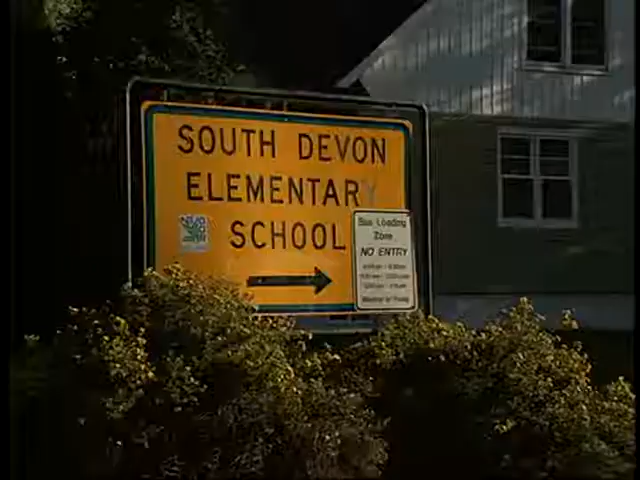 SOUTH DEVON
ELEMENTARY
SCHOOL
Bus Loading
Zone
NO ENTRY